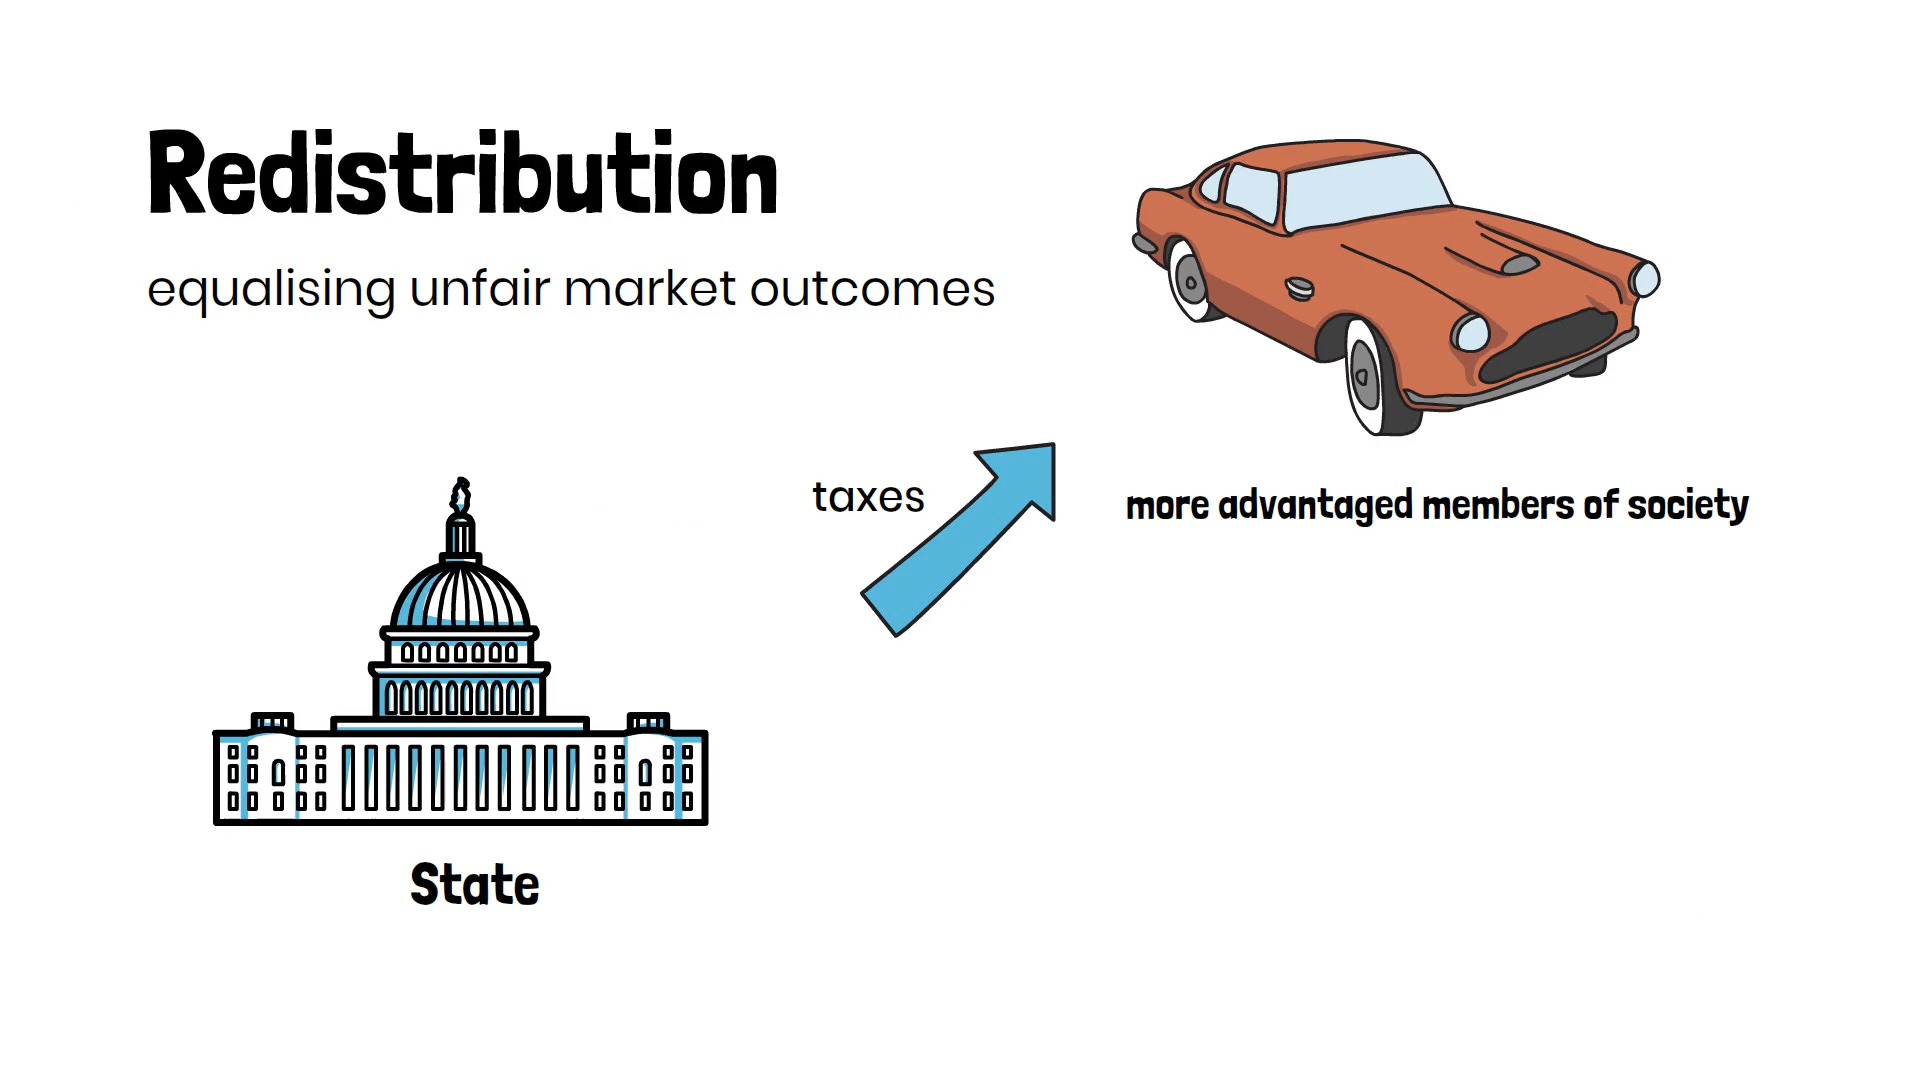 Redistribution
equalising unfair market outcomes
taxes
more advantaged members of society
State